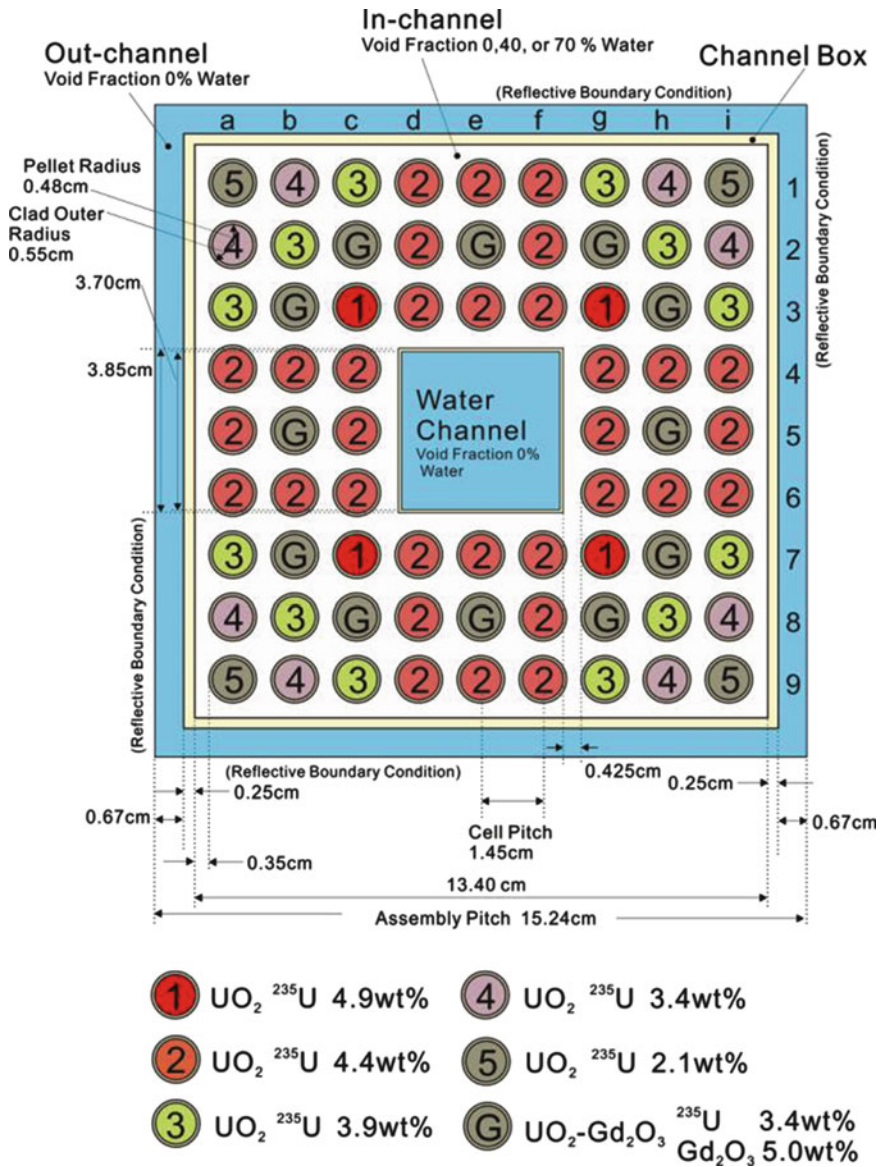 In-channel
Void Fraction 0,40, or 70 % Water
Out-channel
Void Fraction 0% Water
Channel Box
(Reflective Boundary Condition)
a b c d e f g h i
Pellet Radius
0.48cm
Clad Outer
Radius
0.55cm
3.70cm
3.85cm
5 4 3 2 2 2 3 4 5 1
4 3 G 2 G 2 G 3 4 2
3 G 1 2 2 2 1 G 3 3
2 2 2 2 2 2 4
2 G 2 2 G 2 5
2 2 2 2 2 2 6
3 G 1 2 2 2 1 G 3 7
4 3 G 2 G 2 G 3 4 8
5 4 3 2 2 2 3 4 5 9
Water
Channel
Void Fraction 0%
Water
(Reflective Boundary Condition)
(Reflective Boundary Condition)
(Reflective Boundary Condition)
0.425cm
0.25cm
0.25cm
0.67cm
Cell Pitch
1.45cm
0.67cm
0.35cm
13.40 cm
Assembly Pitch 15.24cm
1 UO₂ ²³⁵U 4.9wt%
4 UO₂ ²³⁵U 3.4wt%
2 UO₂ ²³⁵U 4.4wt%
5 UO₂ ²³⁵U 2.1wt%
3 UO₂ ²³⁵U 3.9wt%
G UO₂-Gd₂O₃ ²³⁵U 3.4wt%
Gd₂O₃ 5.0wt%